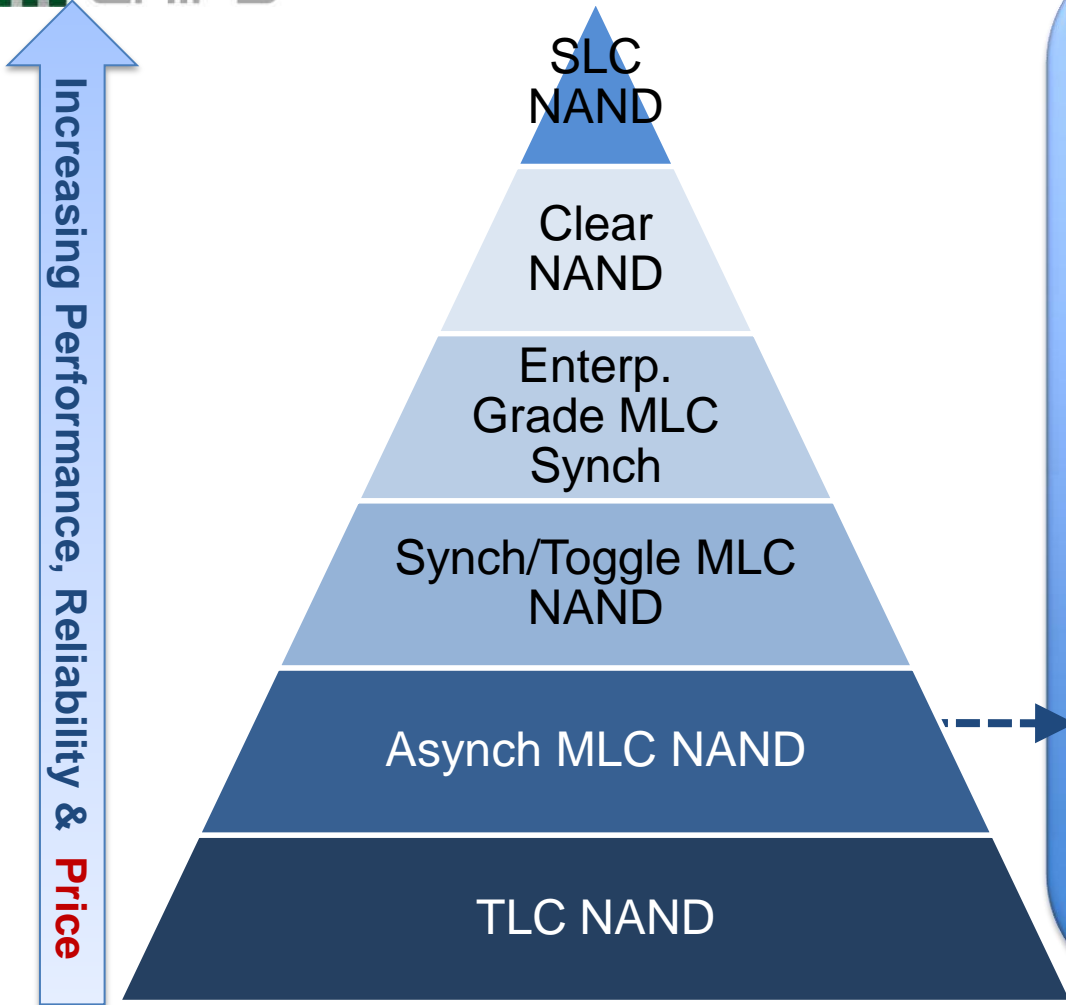 Increasing Performance, Reliability & Price
SLC
NAND
Clear
NAND
Enterp.
Grade MLC
Synch
Synch/Toggle MLC
NAND
Asynch MLC NAND
TLC NAND